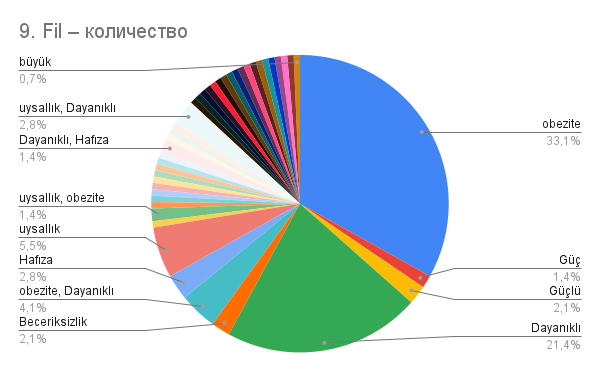 9. Fil – количество
büyük
0,7%
uysallık, Dayanıklı
2,8%
Dayanıklı, Hafıza
1,4%
uysallık, obezite
1,4%
uysallık
5,5%
Hafıza
2,8%
obezite, Dayanıklı
4,1%
Beceriksizlik
2,1%
obezite
33,1%
Güç
1,4%
Güçlü
2,1%
Dayanıklı
21,4%